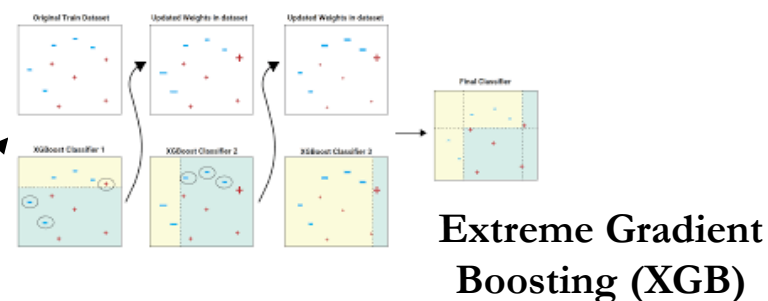 Original Train Dataset
Updated Weights in dataset
Updated Weights in dataset
Final Classifier
XGBoost Classifier 1
XGBoost Classifier 2
XGBoost Classifier 3
Extreme Gradient
Boosting (XGB)